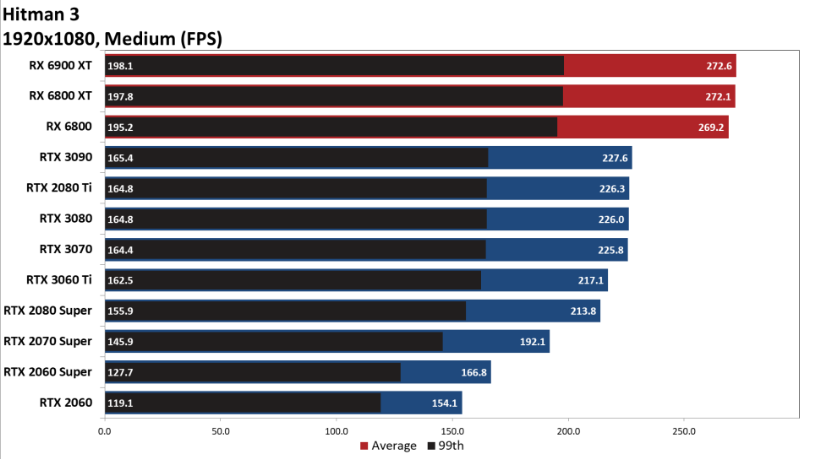 Hitman 3
1920x1080, Medium (FPS)
RX 6900 XT 198.1 272.6
RX 6800 XT 197.8 272.1
RX 6800 195.2 269.2
RTX 3090 165.4 227.6
RTX 2080 Ti 164.8 226.3
RTX 3080 164.8 226.0
RTX 3070 164.4 225.8
RTX 3060 Ti 162.5 217.1
RTX 2080 Super 155.9 213.8
RTX 2070 Super 145.9 192.1
RTX 2060 Super 127.7 166.8
RTX 2060 119.1 154.1
0.0 50.0 100.0 150.0 200.0 250.0
Average 99th